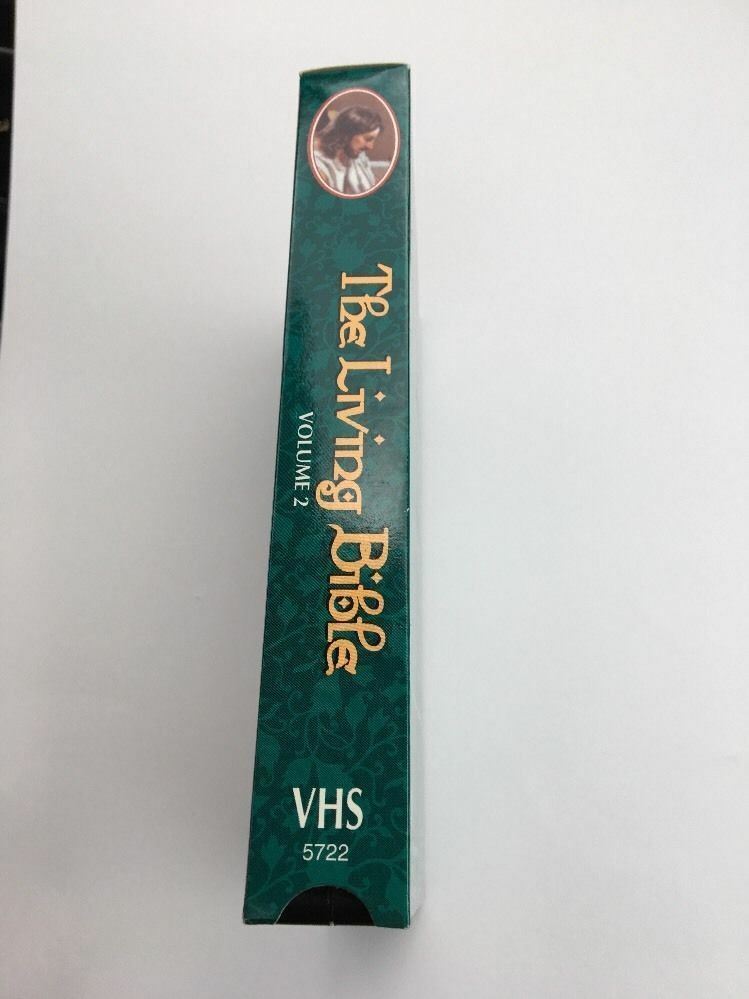 The Living Bible
VOLUME 2
VHS
5722